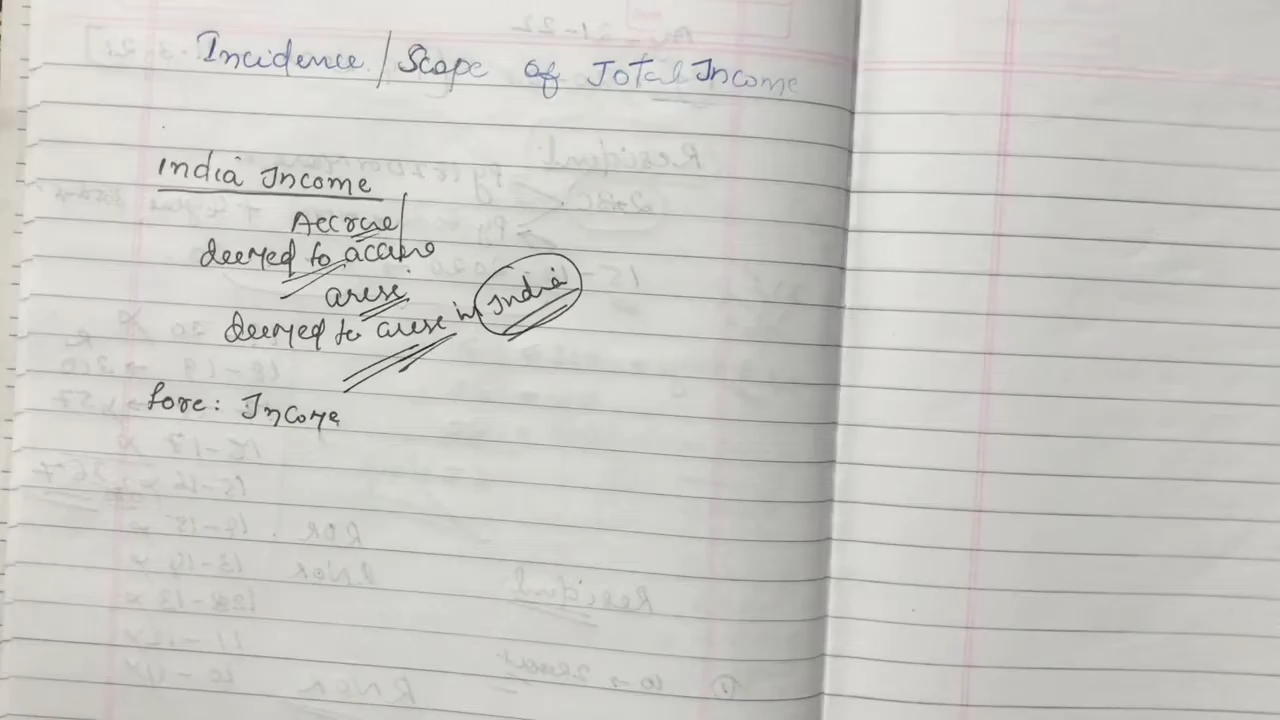 Incidence / Scope of Total Income
India Income
Accrue /
deemed to accrue
arese
deemed to arese in India
fore: Income